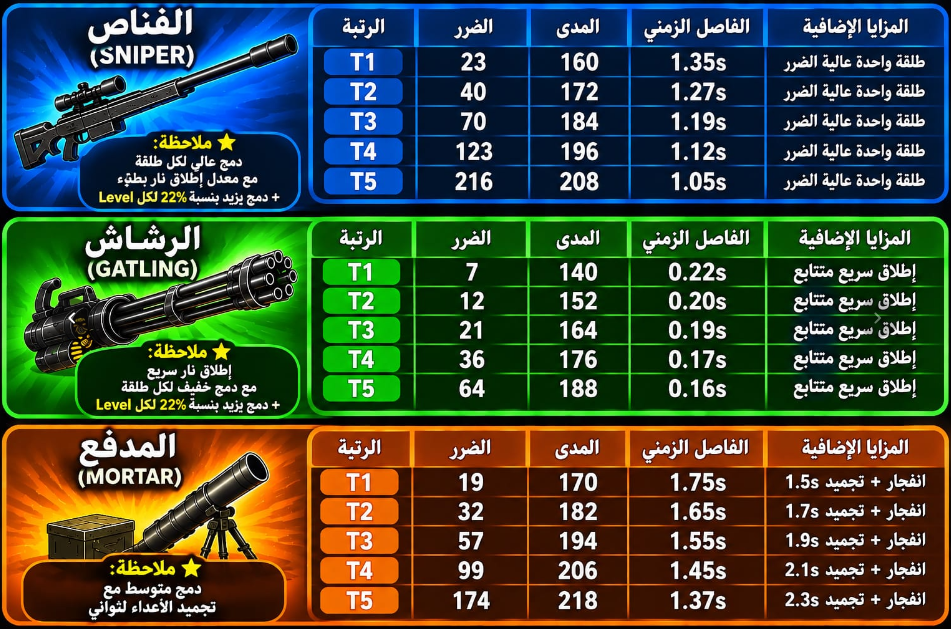 الفناص
(SNIPER)
⭐ ملاحظة:
دمج عالي لكل طلقة
مع معدل إطلاق نار بطيء
+ دمج يزيد بنسبة 22% لكل Level
الرتبة الضرر المدى الفاصل الزمني المزايا الإضافية
T1 23 160 1.35s طلقة واحدة عالية الضرر
T2 40 172 1.27s طلقة واحدة عالية الضرر
T3 70 184 1.19s طلقة واحدة عالية الضرر
T4 123 196 1.12s طلقة واحدة عالية الضرر
T5 216 208 1.05s طلقة واحدة عالية الضرر
الرشاش
(GATLING)
⭐ ملاحظة:
إطلاق نار سريع
مع دمج خفيف لكل طلقة
+ دمج يزيد بنسبة 22% لكل Level
الرتبة الضرر المدى الفاصل الزمني المزايا الإضافية
T1 7 140 0.22s إطلاق سريع متتابع
T2 12 152 0.20s إطلاق سريع متتابع
T3 21 164 0.19s إطلاق سريع متتابع
T4 36 176 0.17s إطلاق سريع متتابع
T5 64 188 0.16s إطلاق سريع متتابع
المدفع
(MORTAR)
⭐ ملاحظة:
دمج متوسط مع
تجميد الأعداء لثواني
الرتبة الضرر المدى الفاصل الزمني المزايا الإضافية
T1 19 170 1.75s انفجار + تجميد 1.5s
T2 32 182 1.65s انفجار + تجميد 1.7s
T3 57 194 1.55s انفجار + تجميد 1.9s
T4 99 206 1.45s انفجار + تجميد 2.1s
T5 174 218 1.37s انفجار + تجميد 2.3s